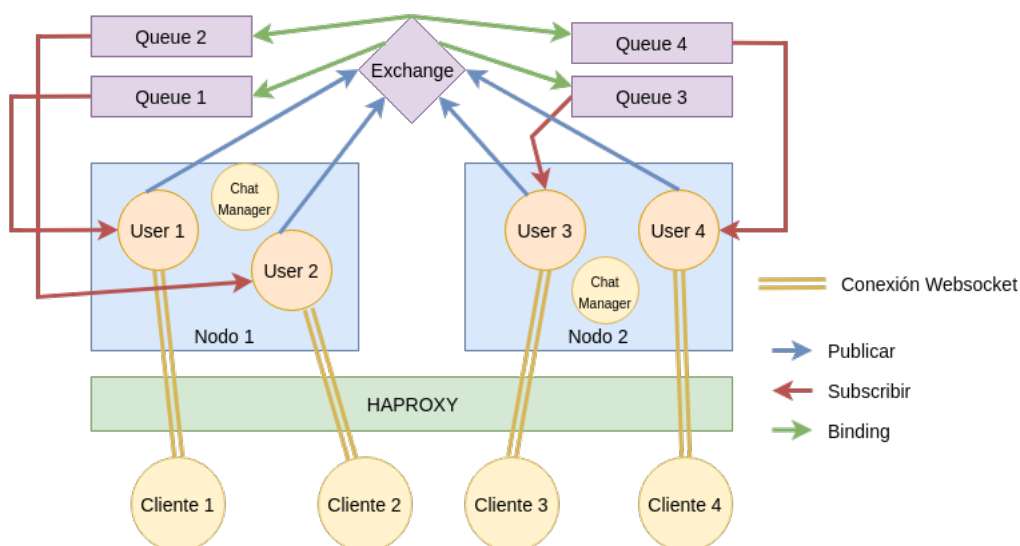 Queue 2
Queue 4
Exchange
Queue 1
Queue 3
Chat
Manager
User 1
User 2
User 3
User 4
Chat
Manager
Nodo 1
Nodo 2
Conexión Websocket
Publicar
Subscribir
Binding
HAPROXY
Cliente 1
Cliente 2
Cliente 3
Cliente 4